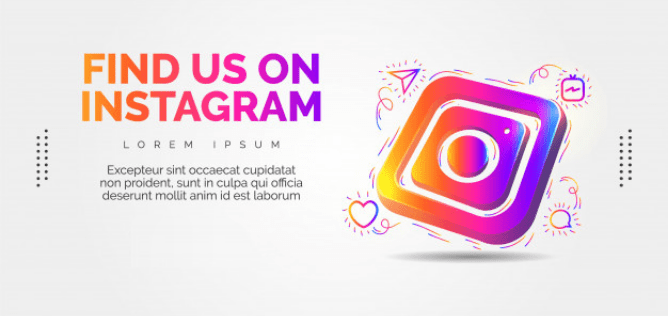 FIND US ON
INSTAGRAM
LOREM IPSUM
Excepteur sint occaecat cupidatat
non proident, sunt in culpa qui officia
deserunt mollit anim id est laborum